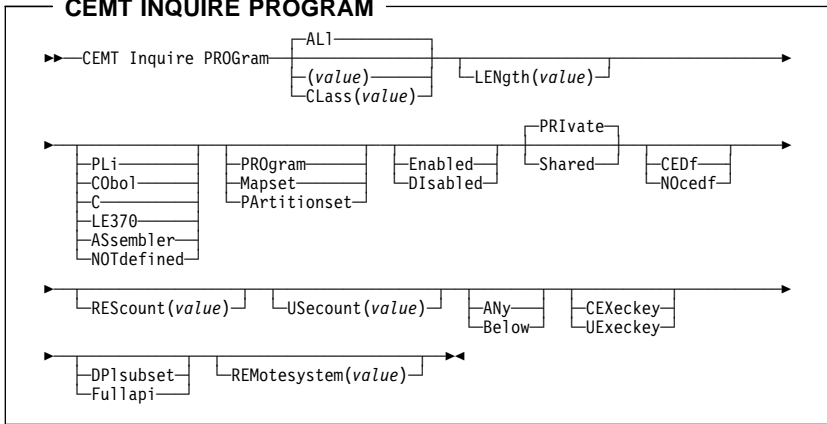 CEMT INQUIRE PROGRAM
ALl
CEMT Inquire PROGram
(value)
CLass(value)
LENgth(value)
PLi
CObol
C
LE370
ASsembler
NOTdefined
PROgram
Mapset
PArtitionset
Enabled
DIsabled
PRIvate
Shared
CEDf
NOcedf
REScount(value)
USecount(value)
ANy
Below
CEXeckey
UExeckey
DPlsubset
Fullapi
REMotesystem(value)